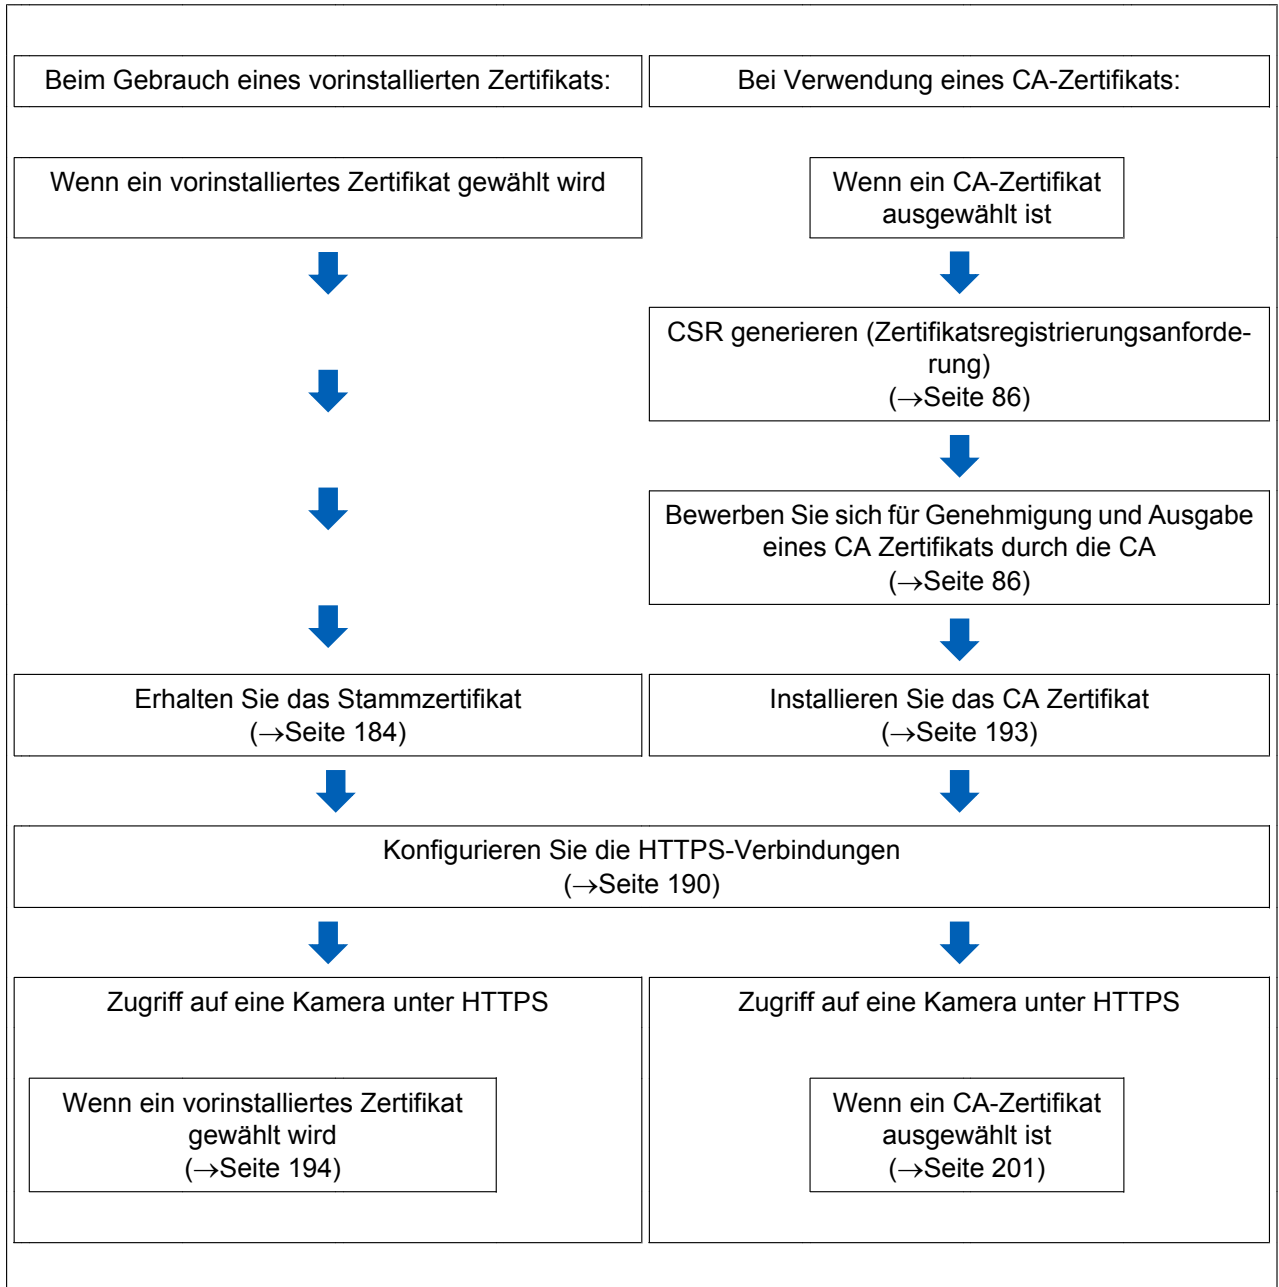 Beim Gebrauch eines vorinstallierten Zertifikats:
Bei Verwendung eines CA-Zertifikats:
Wenn ein vorinstalliertes Zertifikat gewählt wird
Wenn ein CA-Zertifikat
ausgewählt ist
CSR generieren (Zertifikatsregistrierungsanforde-
rung)
(→Seite 86)
Bewerben Sie sich für Genehmigung und Ausgabe
eines CA Zertifikats durch die CA
(→Seite 86)
Erhalten Sie das Stammzertifikat
(→Seite 184)
Installieren Sie das CA Zertifikat
(→Seite 193)
Konfigurieren Sie die HTTPS-Verbindungen
(→Seite 190)
Zugriff auf eine Kamera unter HTTPS
Wenn ein vorinstalliertes Zertifikat
gewählt wird
(→Seite 194)
Zugriff auf eine Kamera unter HTTPS
Wenn ein CA-Zertifikat
ausgewählt ist
(→Seite 201)